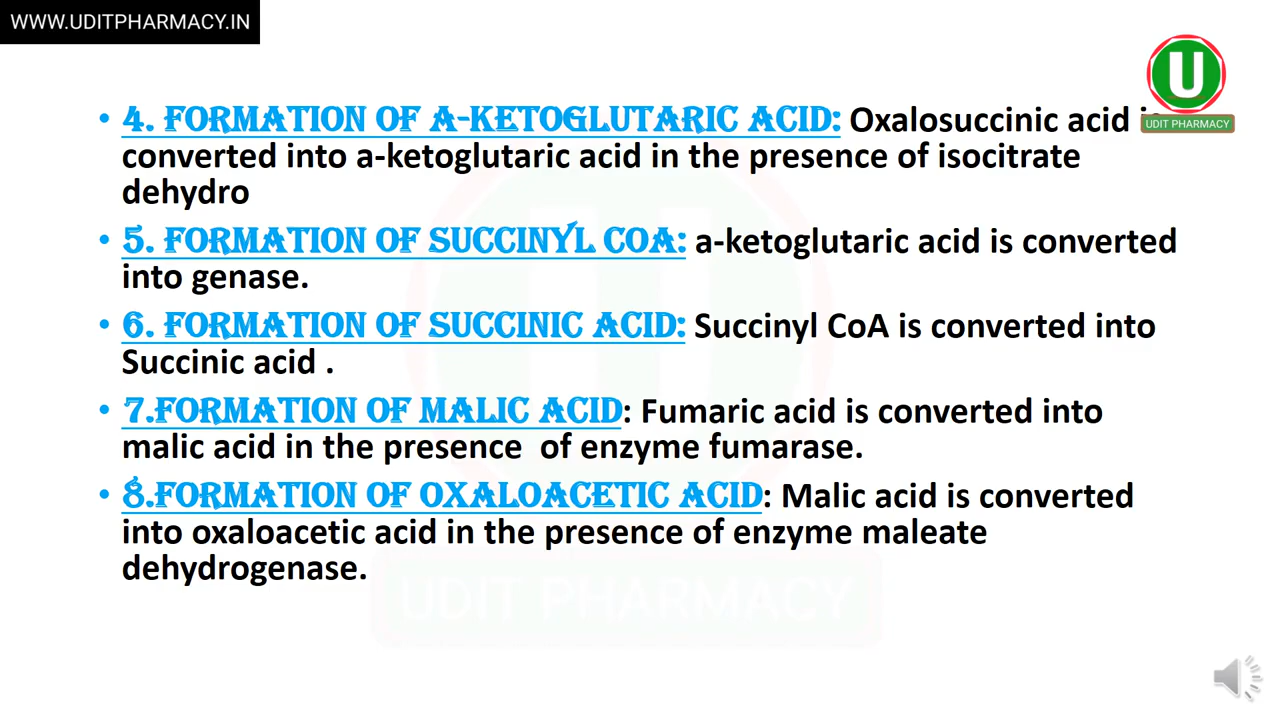 WWW.UDITPHARMACY.IN
U
UDIT PHARMACY
• 4. FORMATION OF A-KETOGLUTARIC ACID: Oxalosuccinic acid is
converted into a-ketoglutaric acid in the presence of isocitrate
dehydro
• 5. FORMATION OF SUCCINYL COA: a-ketoglutaric acid is converted
into genase.
• 6. FORMATION OF SUCCINIC ACID: Succinyl CoA is converted into
Succinic acid .
• 7.FORMATION OF MALIC ACID: Fumaric acid is converted into
malic acid in the presence of enzyme fumarase.
• 8.FORMATION OF OXALOACETIC ACID: Malic acid is converted
into oxaloacetic acid in the presence of enzyme maleate
dehydrogenase.
UDIT PHARMACY